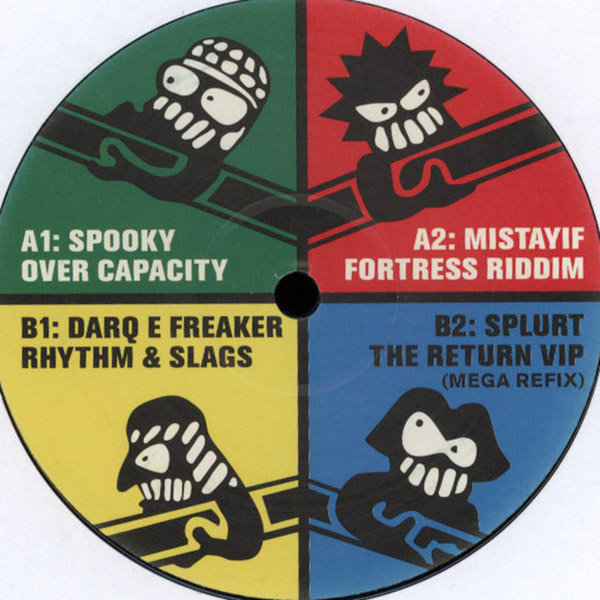 A1: SPOOKY
OVER CAPACITY
A2: MISTAYIF
FORTRESS RIDDIM
B1: DARQ E FREAKER
RHYTHM & SLAGS
B2: SPLURT
THE RETURN VIP
(MEGA REFIX)